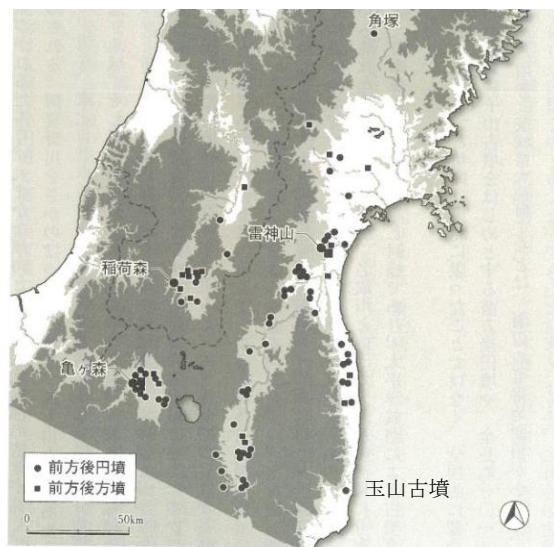 角塚
雷神山
稲荷森
亀ヶ森
● 前方後円墳
■ 前方後方墳
玉山古墳
0 50km